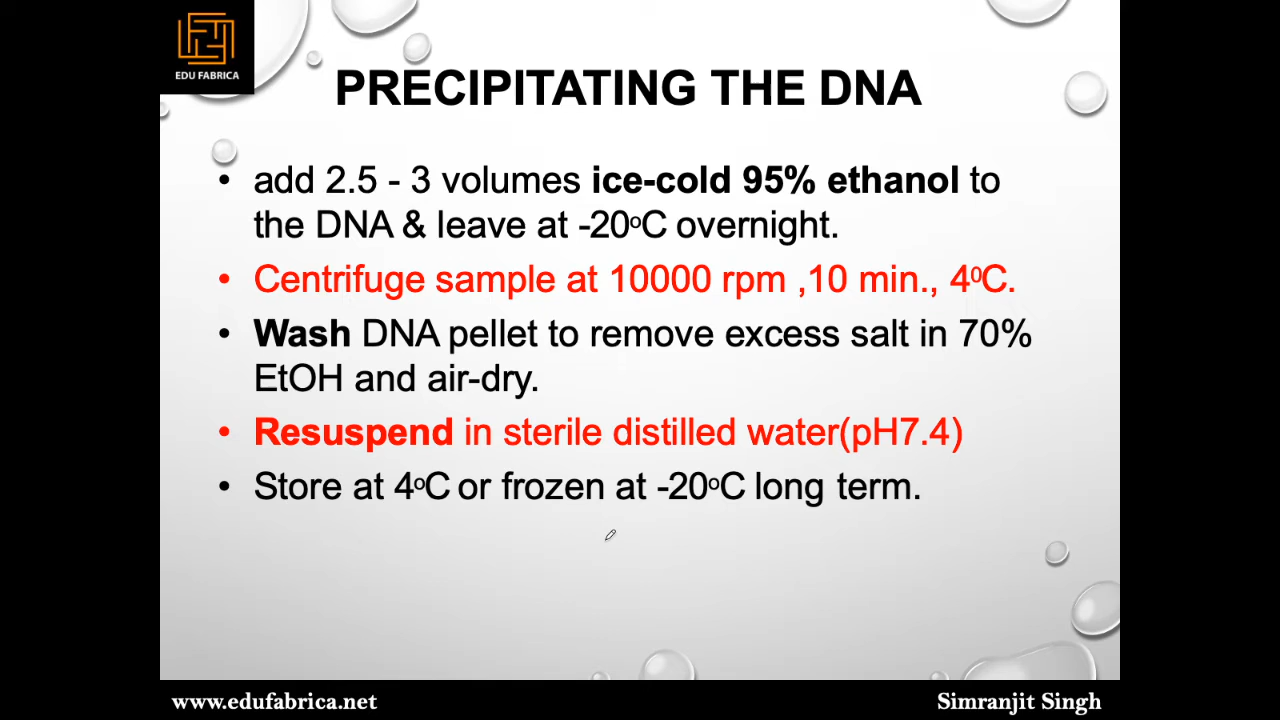 EDU FABRICA
PRECIPITATING THE DNA
• add 2.5 - 3 volumes ice-cold 95% ethanol to
the DNA & leave at -20ºC overnight.
• Centrifuge sample at 10000 rpm ,10 min., 4⁰C.
• Wash DNA pellet to remove excess salt in 70%
EtOH and air-dry.
• Resuspend in sterile distilled water(pH7.4)
• Store at 4ºC or frozen at -20ºC long term.
www.edufabrica.net
Simranjit Singh